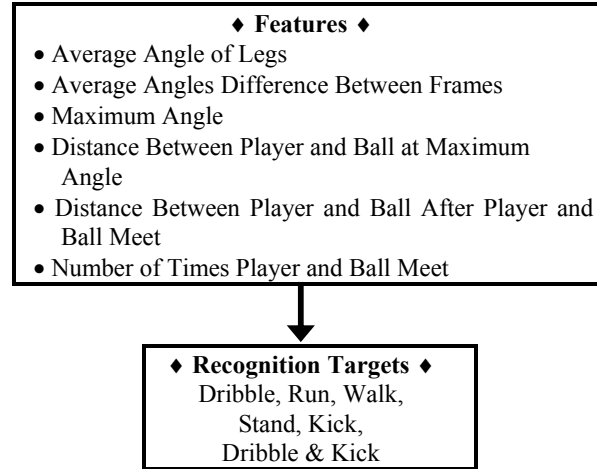 ♦ Features ♦
• Average Angle of Legs
• Average Angles Difference Between Frames
• Maximum Angle
• Distance Between Player and Ball at Maximum
Angle
• Distance Between Player and Ball After Player and
Ball Meet
• Number of Times Player and Ball Meet
♦ Recognition Targets ♦
Dribble, Run, Walk,
Stand, Kick,
Dribble & Kick